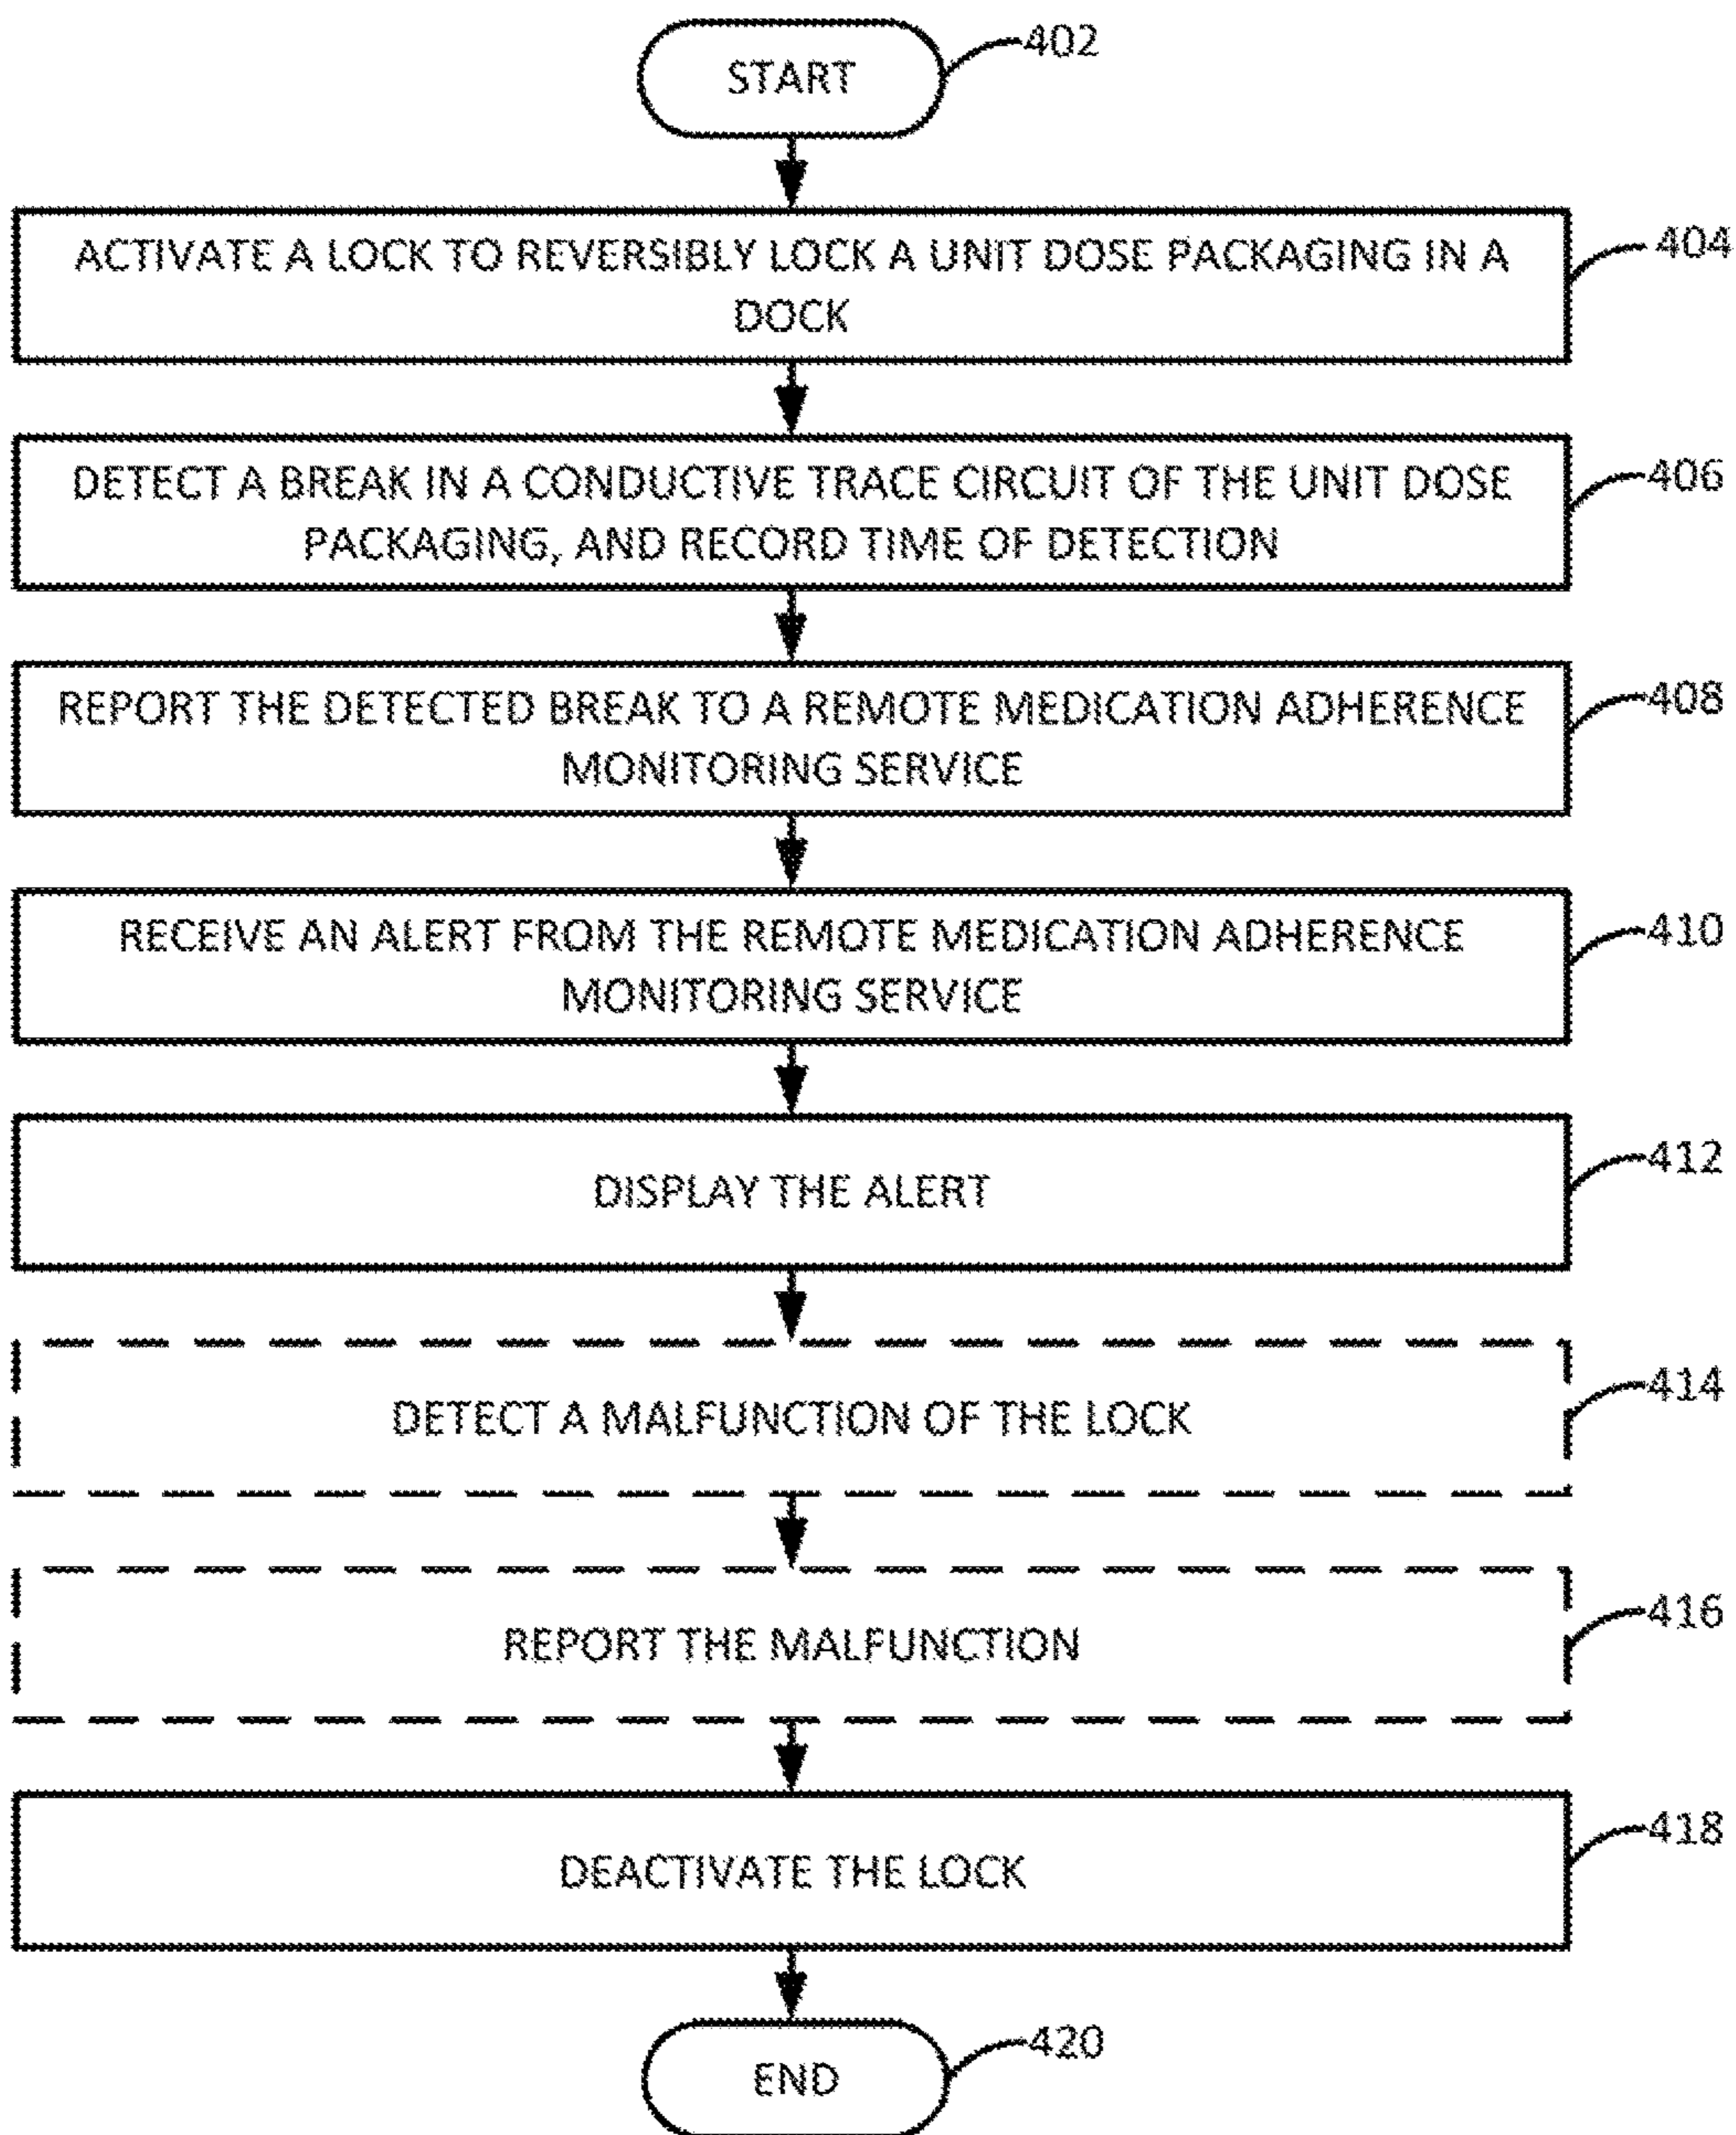 START
402
ACTIVATE A LOCK TO REVERSIBLY LOCK A UNIT DOSE PACKAGING IN A
DOCK
404
DETECT A BREAK IN A CONDUCTIVE TRACE CIRCUIT OF THE UNIT DOSE
PACKAGING, AND RECORD TIME OF DETECTION
406
REPORT THE DETECTED BREAK TO A REMOTE MEDICATION ADHERENCE
MONITORING SERVICE
408
RECEIVE AN ALERT FROM THE REMOTE MEDICATION ADHERENCE
MONITORING SERVICE
410
DISPLAY THE ALERT
412
DETECT A MALFUNCTION OF THE LOCK
414
REPORT THE MALFUNCTION
416
DEACTIVATE THE LOCK
418
END
420